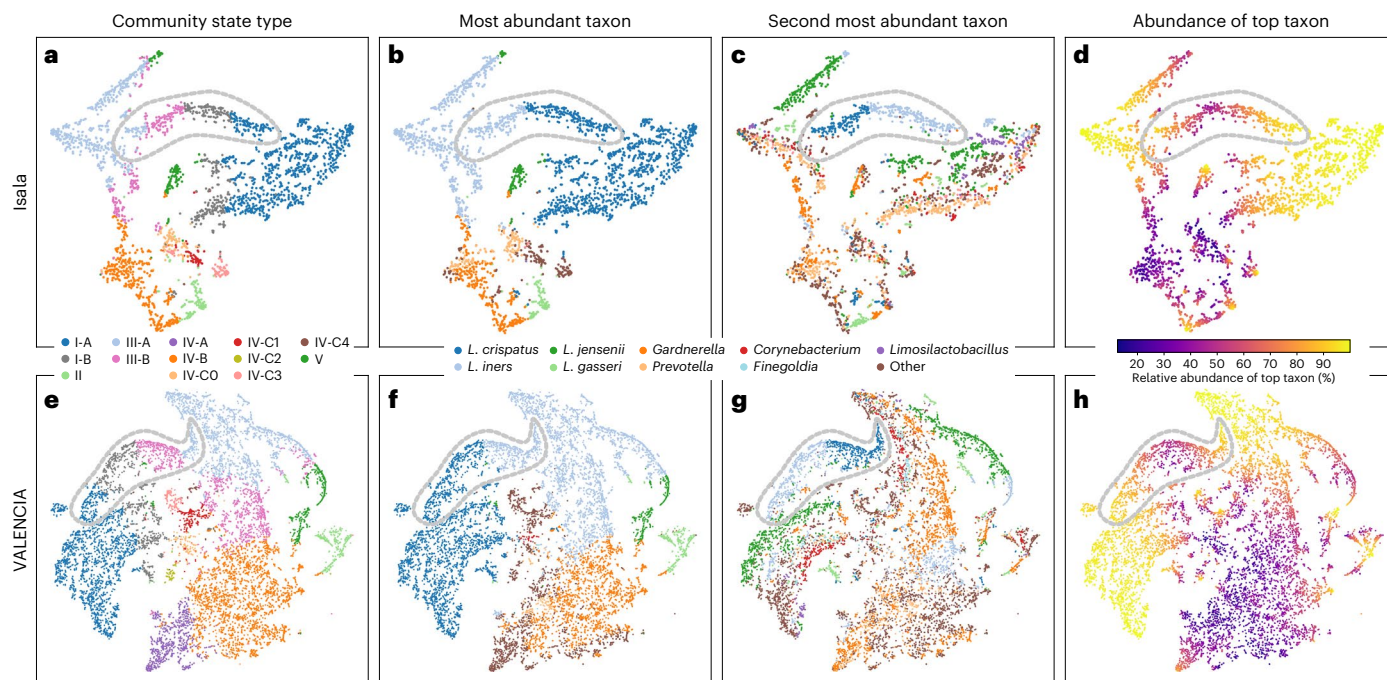 Community state type
Most abundant taxon
Second most abundant taxon
Abundance of top taxon
Isala
a
b
c
d
I-A
III-A
IV-A
IV-C1
IV-C4
I-B
III-B
IV-B
IV-C2
V
II
IV-C0
IV-C3
L. crispatus
L. jensenii
Gardnerella
Corynebacterium
Limosilactobacillus
L. iners
L. gasseri
Prevotella
Finegoldia
Other
20 30 40 50 60 70 80 90
Relative abundance of top taxon (%)
VALENCIA
e
f
g
h